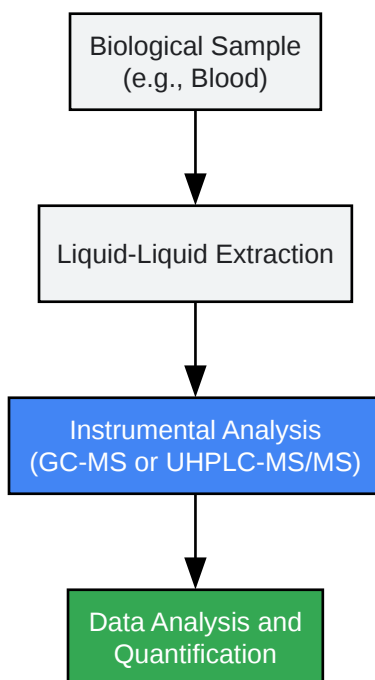 Biological Sample
(e.g., Blood)
Liquid-Liquid Extraction
Instrumental Analysis
(GC-MS or UHPLC-MS/MS)
Data Analysis and
Quantification